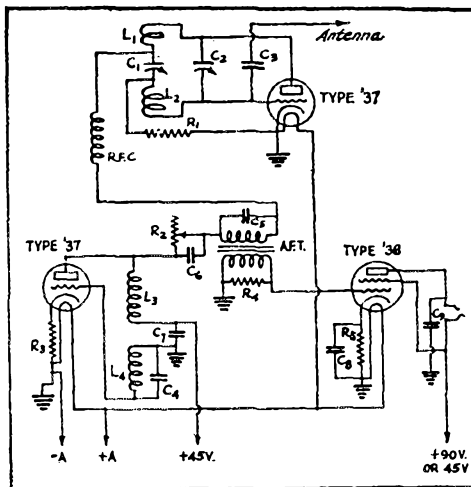 L1
C1
C2
C3
Antenna
L2
TYPE '37
R1
R.F.C
R2
C5
A.F.T.
C6
TYPE '37
TYPE '38
L3
R4
R3
C7
R5
C9
C8
L4
C4
-A
+A
+45V.
+90V.
OR 45V